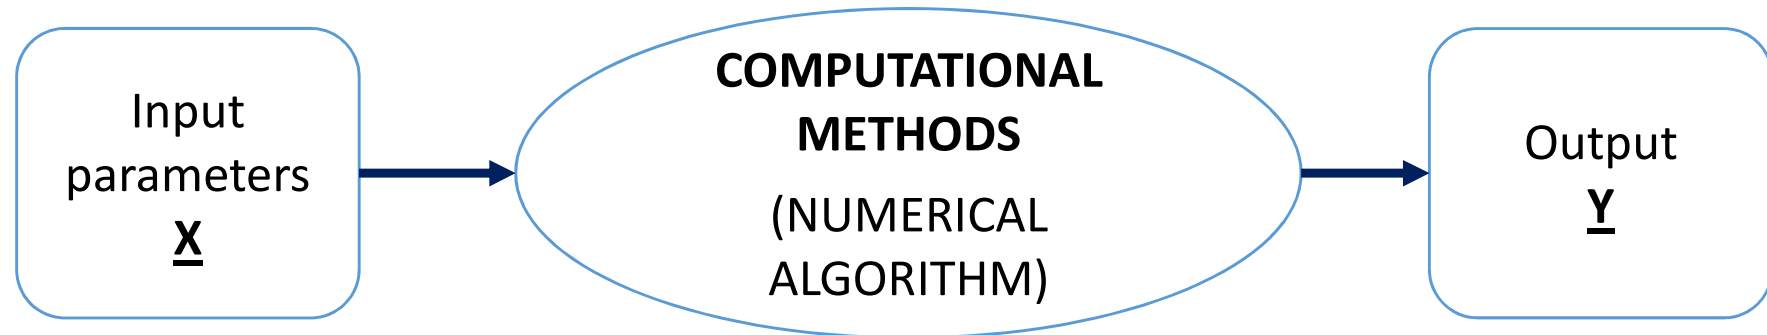 Input
parameters
X
COMPUTATIONAL
METHODS
(NUMERICAL
ALGORITHM)
Output
Y